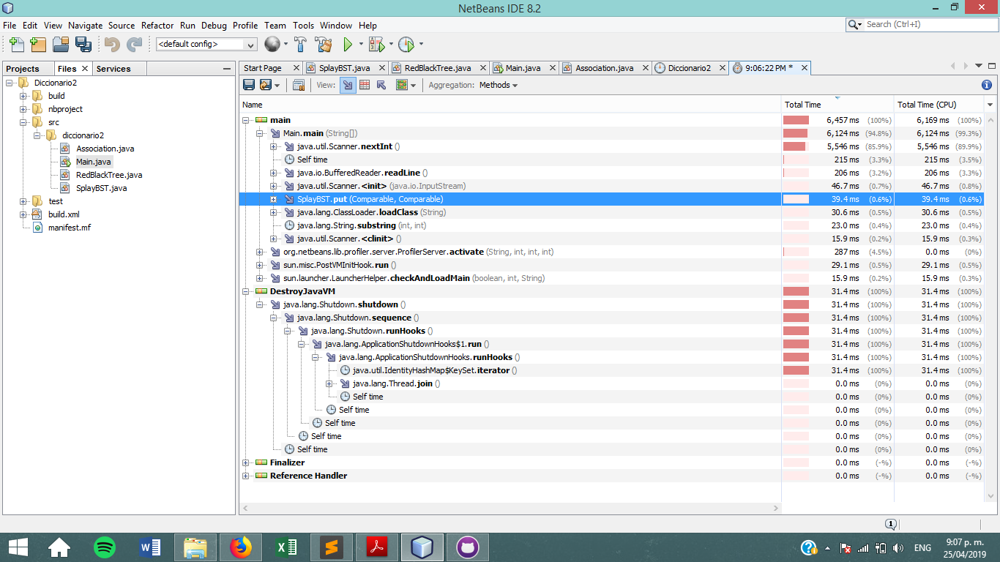 NetBeans IDE 8.2
File Edit View Navigate Source Refactor Run Debug Profile Team Tools Window Help
Search (Ctrl+I)
<default config>
Projects Files Services
Start Page SplayBST.java RedBlackTree.java Main.java Association.java Diccionario2 9:06:22 PM *
Diccionario2
build
nbproject
src
diccionario2
Association.java
Main.java
RedBlackTree.java
SplayBST.java
test
build.xml
manifest.mf
View: Aggregation: Methods
Name Total Time Total Time (CPU)
main 6,457 ms (100%) 6,169 ms (100%)
Main.main (String[]) 6,124 ms (94.8%) 6,124 ms (99.3%)
java.util.Scanner.nextInt () 5,546 ms (85.9%) 5,546 ms (89.9%)
Self time 215 ms (3.3%) 215 ms (3.5%)
java.io.BufferedReader.readLine () 206 ms (3.2%) 206 ms (3.3%)
java.util.Scanner.<init> (java.io.InputStream) 46.7 ms (0.7%) 46.7 ms (0.8%)
SplayBST.put (Comparable, Comparable) 39.4 ms (0.6%) 39.4 ms (0.6%)
java.lang.ClassLoader.loadClass (String) 30.6 ms (0.5%) 30.6 ms (0.5%)
java.lang.String.substring (int, int) 23.0 ms (0.4%) 23.0 ms (0.4%)
java.util.Scanner.<clinit> () 15.9 ms (0.2%) 15.9 ms (0.3%)
org.netbeans.lib.profiler.server.ProfilerServer.activate (String, int, int, int) 287 ms (4.5%) 0.0 ms (0%)
sun.misc.PostVMInitHook.run () 29.1 ms (0.5%) 29.1 ms (0.5%)
sun.launcher.LauncherHelper.checkAndLoadMain (boolean, int, String) 15.9 ms (0.2%) 15.9 ms (0.3%)
DestroyJavaVM 31.4 ms (100%) 31.4 ms (100%)
java.lang.Shutdown.shutdown () 31.4 ms (100%) 31.4 ms (100%)
java.lang.Shutdown.sequence () 31.4 ms (100%) 31.4 ms (100%)
java.lang.Shutdown.runHooks () 31.4 ms (100%) 31.4 ms (100%)
java.lang.ApplicationShutdownHooks$1.run () 31.4 ms (100%) 31.4 ms (100%)
java.lang.ApplicationShutdownHooks.runHooks () 31.4 ms (100%) 31.4 ms (100%)
java.util.IdentityHashMap$KeySet.iterator () 31.4 ms (100%) 31.4 ms (100%)
java.lang.Thread.join () 0.0 ms (0%) 0.0 ms (0%)
Self time 0.0 ms (0%) 0.0 ms (0%)
Self time 0.0 ms (0%) 0.0 ms (0%)
Self time 0.0 ms (0%) 0.0 ms (0%)
Self time 0.0 ms (0%) 0.0 ms (0%)
Self time 0.0 ms (0%) 0.0 ms (0%)
Finalizer 0.0 ms (-%) 0.0 ms (-%)
Reference Handler 0.0 ms (-%) 0.0 ms (-%)
1
ENG 9:07 p. m.
25/04/2019